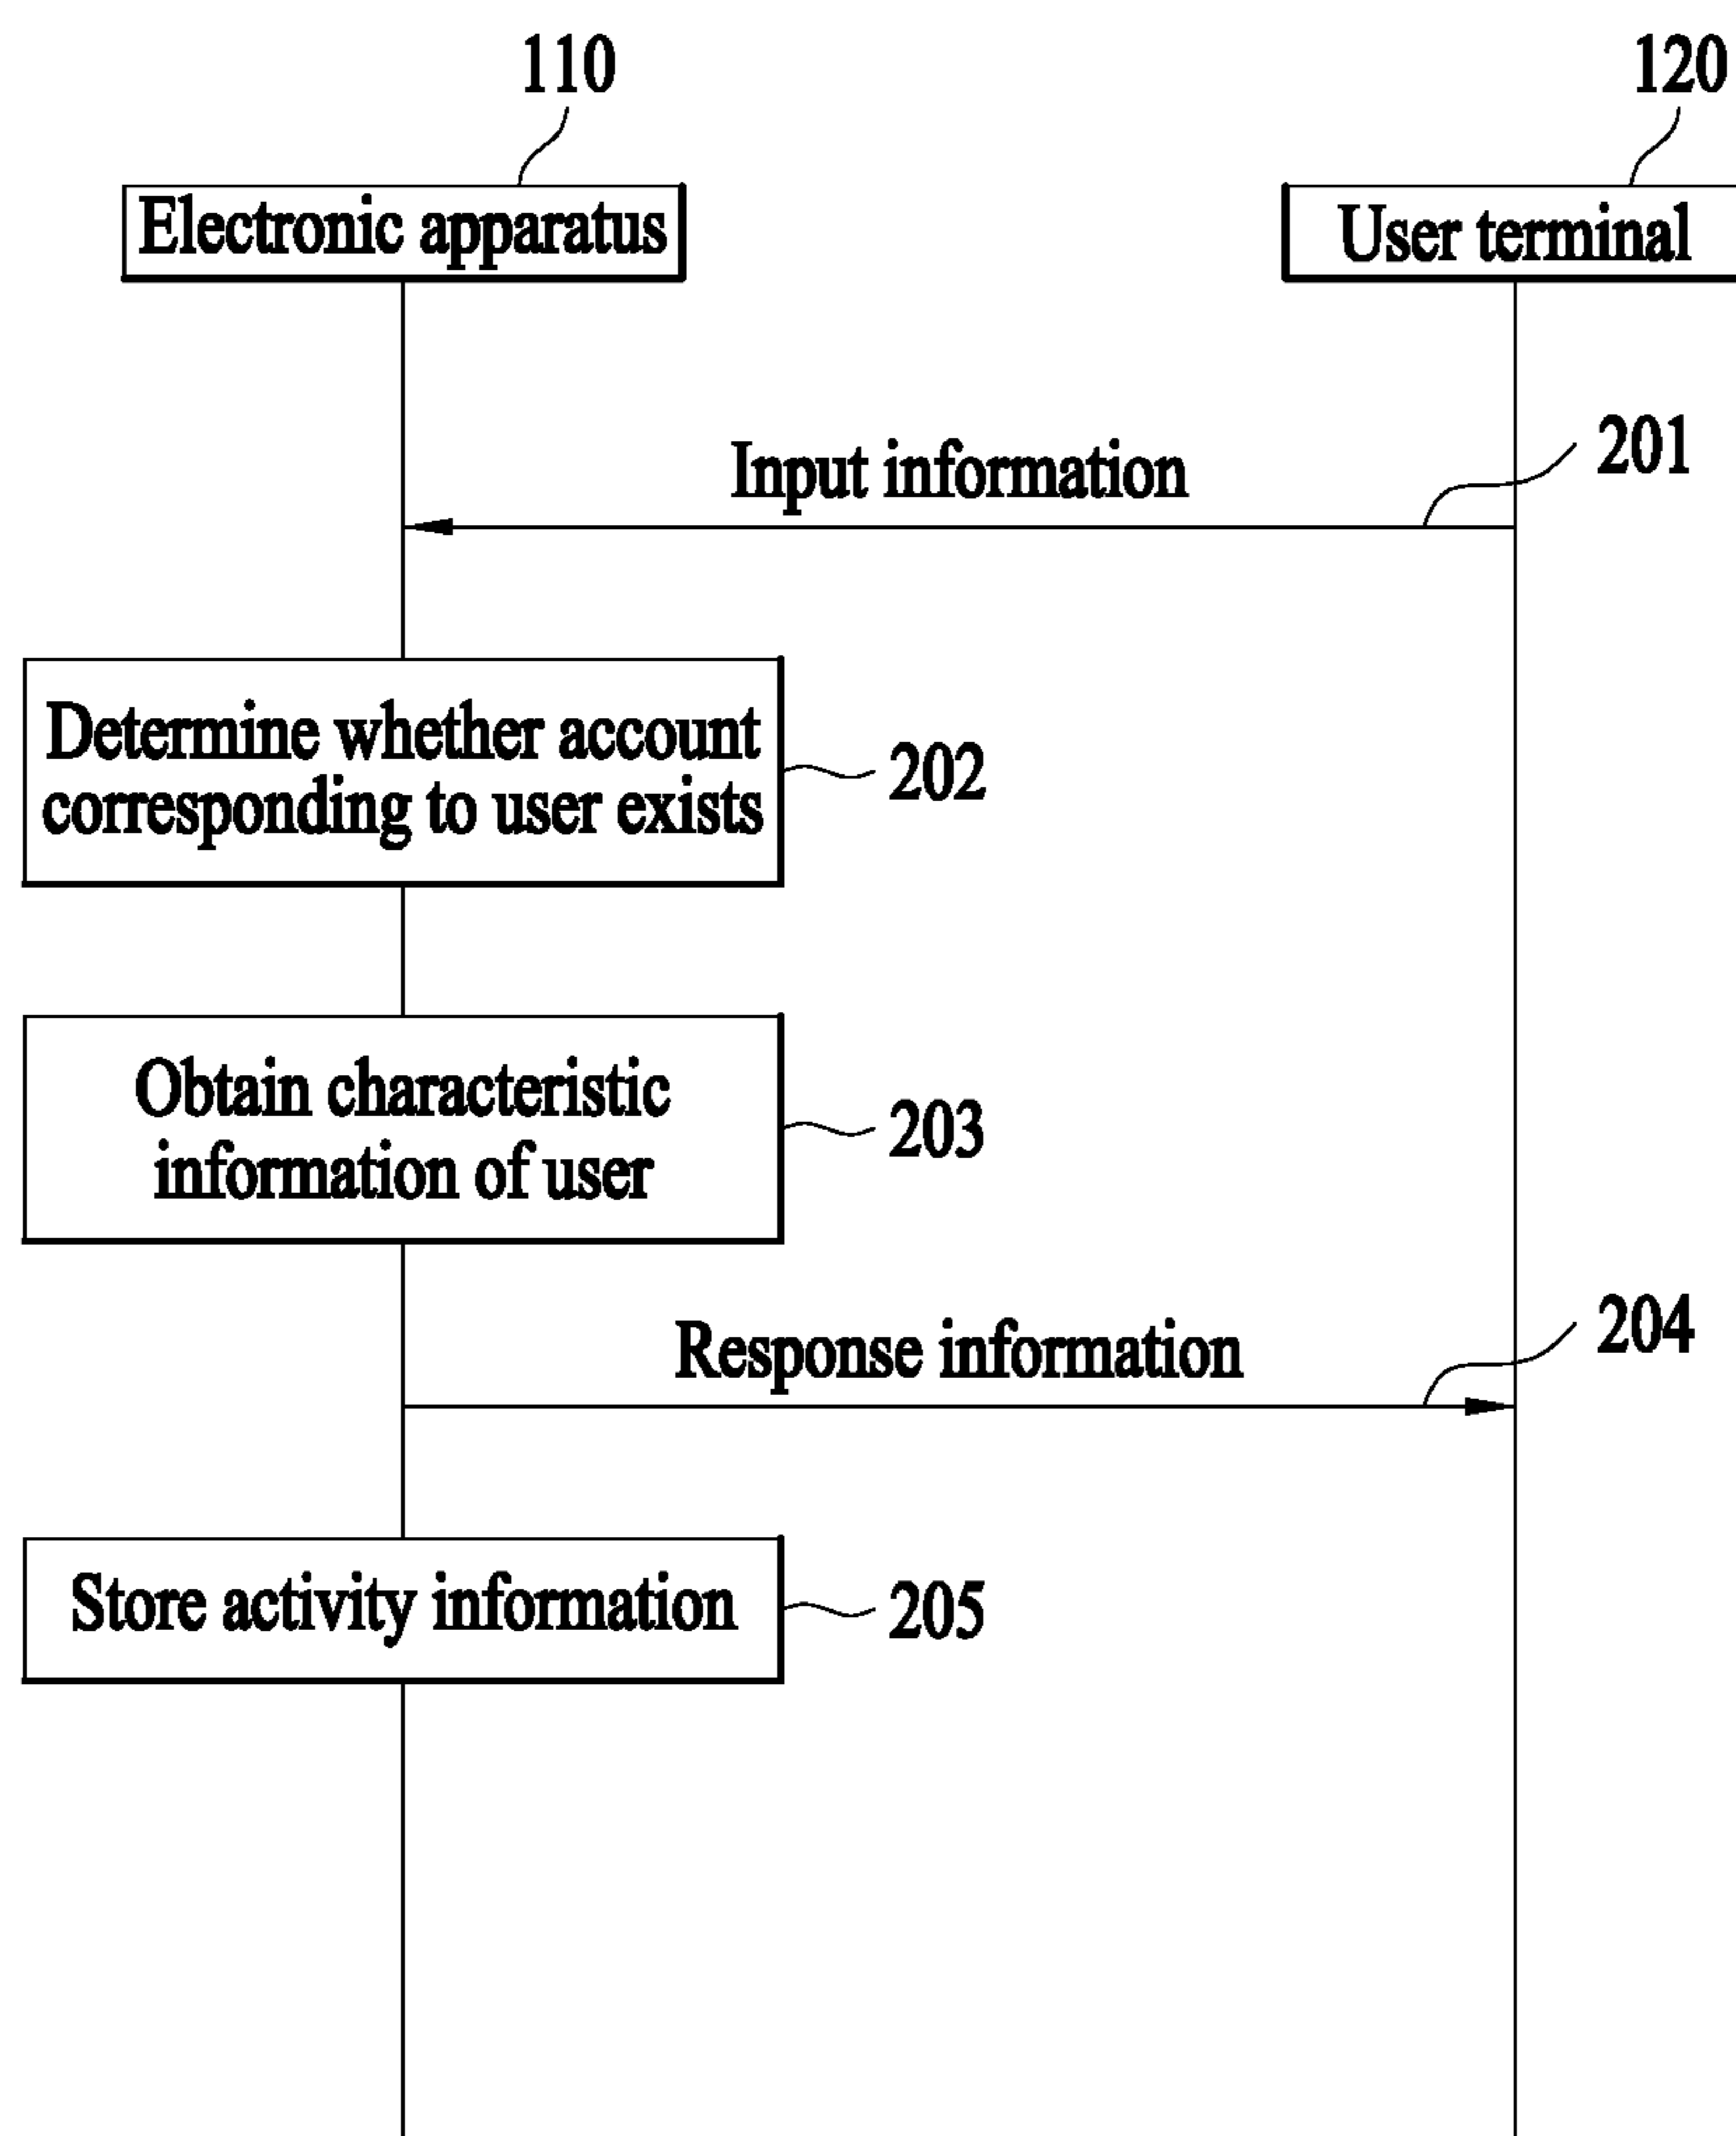 110
120
Electronic apparatus
User terminal
Input information
201
Determine whether account
corresponding to user exists
202
Obtain characteristic
information of user
203
Response information
204
Store activity information
205